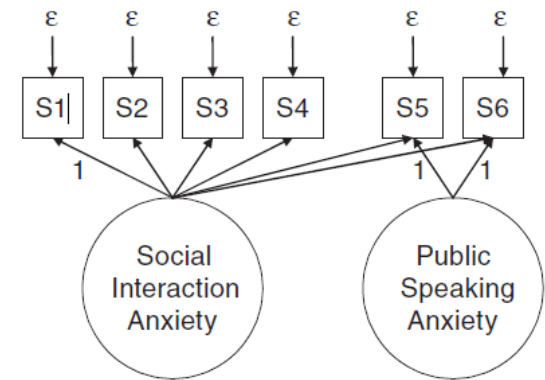 ε ε ε ε ε ε
S1| S2 S3 S4 S5 S6
1 1 1
Social Public
Interaction Speaking
Anxiety Anxiety